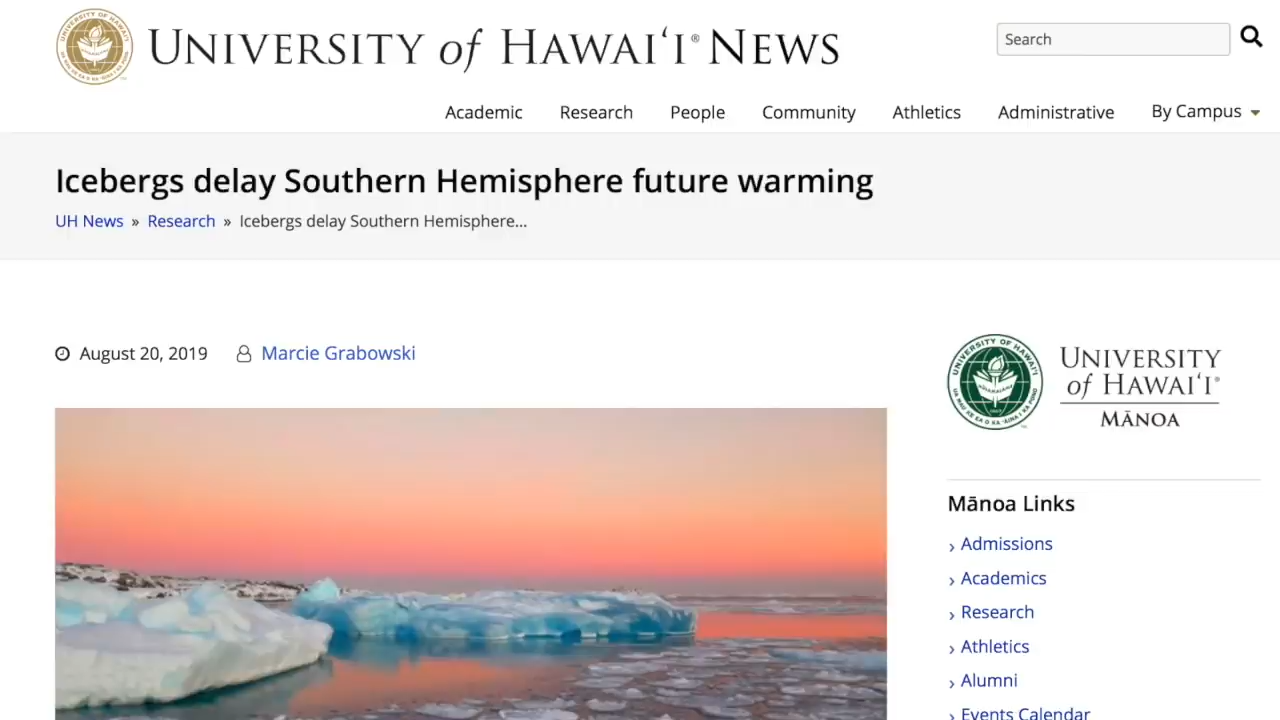 UNIVERSITY of HAWAIʻI® NEWS
Search
Academic Research People Community Athletics Administrative By Campus
Icebergs delay Southern Hemisphere future warming
UH News » Research » Icebergs delay Southern Hemisphere...
August 20, 2019 Marcie Grabowski
UNIVERSITY
of HAWAIʻI®
MĀNOA
Mānoa Links
› Admissions
› Academics
› Research
› Athletics
› Alumni
› Events Calendar